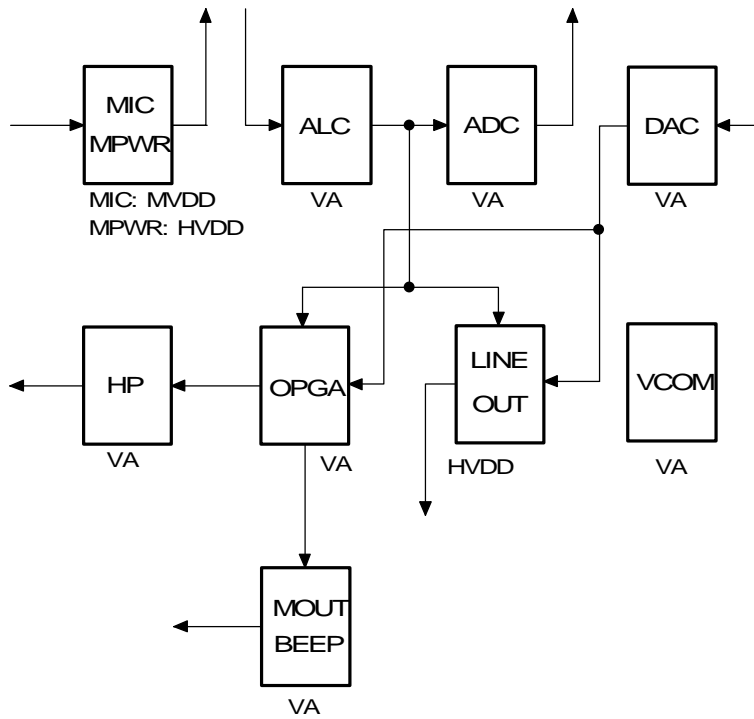 MIC
MPWR
ALC
ADC
DAC
MIC: MVDD
MPWR: HVDD
VA
VA
VA
HP
OPGA
LINE
OUT
VCOM
VA
VA
HVDD
VA
MOUT
BEEP
VA